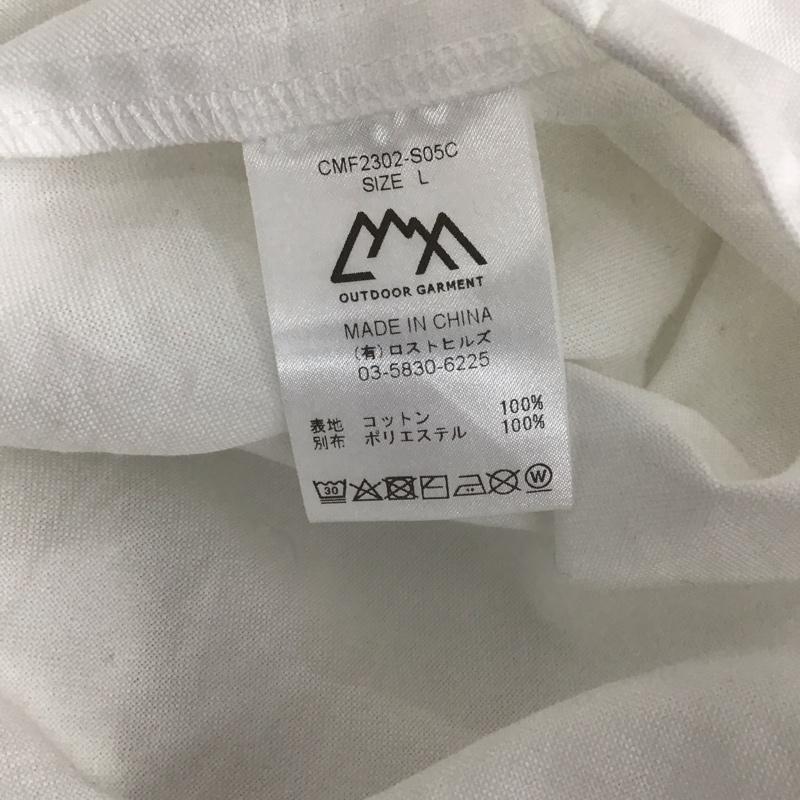 CMF2302-S05C
SIZE L
OUTDOOR GARMENT
MADE IN CHINA
(有)ロストヒルズ
03-5830-6225
表地 コットン 100%
別布 ポリエステル 100%
30 W